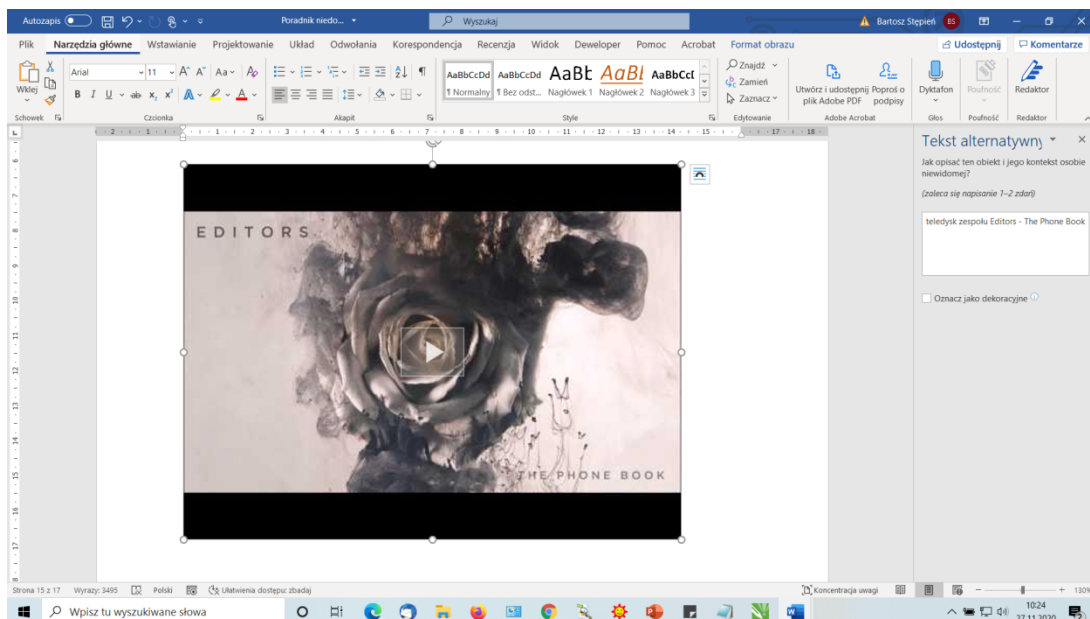 Autozapis
Poradnik niedo...
Wyszukaj
Bartosz Stępień BS
Plik Narzędzia główne Wstawianie Projektowanie Układ Odwołania Korespondencja Recenzja Widok Deweloper Pomoc Acrobat Format obrazu Udostępnij Komentarze
Wklej
Arial 11
Schowek Czcionka Akapit
AaBbCcDd AaBbCcDd AaBb AaBb AaBbCcD
¶ Normalny ¶ Bez odst... Nagłówek 1 Nagłówek 2 Nagłówek 3
Style
Znajdź
Zamień
Zaznacz
Edytowanie
Utwórz i udostępnij plik Adobe PDF
Poproś o podpisy
Adobe Acrobat
Dyktafon
Głos
Poufność
Poufność
Redaktor
Redaktor
EDITORS
THE PHONE BOOK
Tekst alternatywny
Jak opisać ten obiekt i jego kontekst osobie
niewidomej?
(zaleca się napisanie 1–2 zdań)
teledysk zespołu Editors - The Phone Book
Oznacz jako dekoracyjne
Strona 15 z 17 Wyrazy: 3495 Polski Ułatwienia dostępu: zbadaj Koncentracja uwagi 130%
Wpisz tu wyszukiwane słowa
10:24
27.11.2020